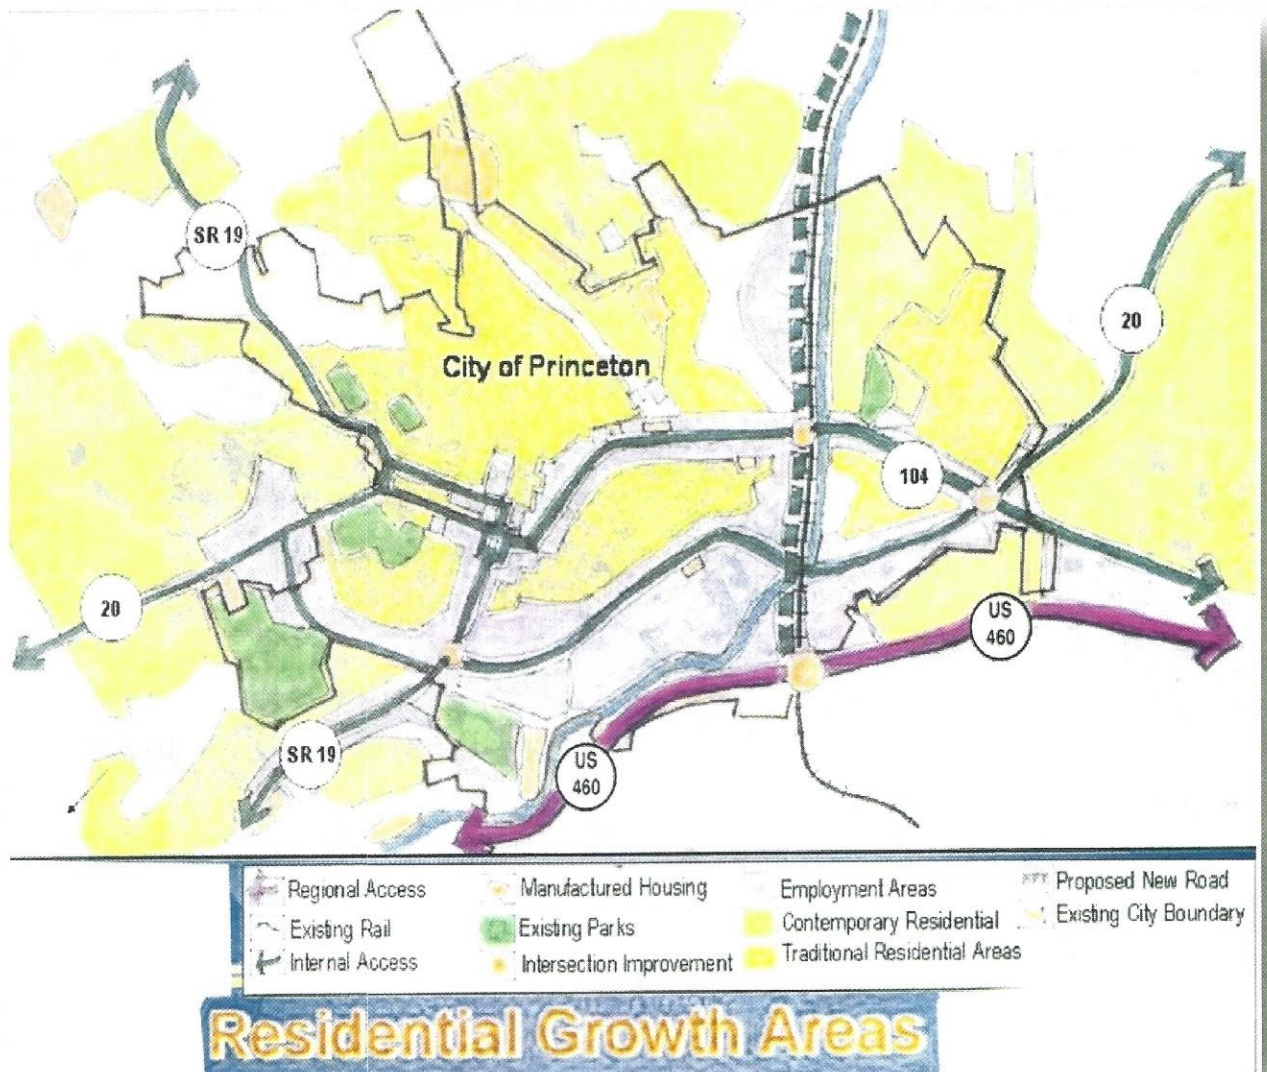 SR 19
20
City of Princeton
104
20
US
460
SR 19
US
460
Regional Access
Manufactured Housing
Employment Areas
Proposed New Road
Existing Rail
Existing Parks
Contemporary Residential
Existing City Boundary
Internal Access
Intersection Improvement
Traditional Residential Areas
Residential Growth Areas